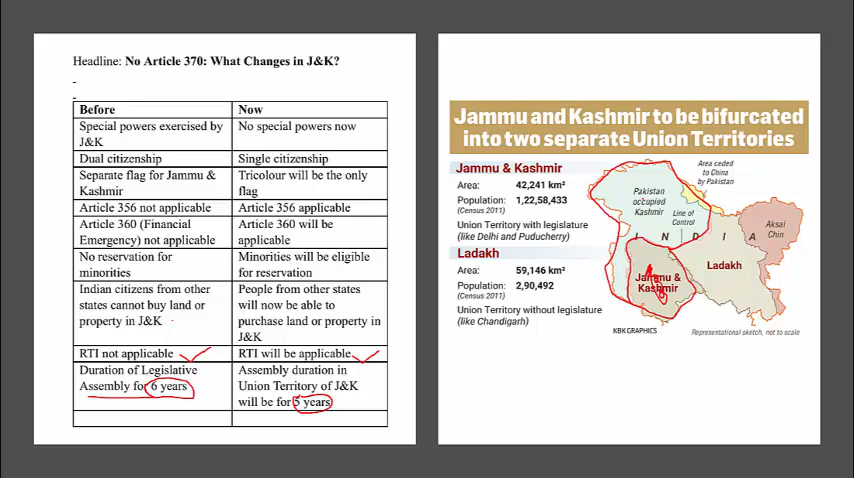 Headline: No Article 370: What Changes in J&K?
-
-
Before
Now
Special powers exercised by
J&K
No special powers now
Dual citizenship
Single citizenship
Separate flag for Jammu &
Kashmir
Tricolour will be the only
flag
Article 356 not applicable
Article 356 applicable
Article 360 (Financial
Emergency) not applicable
Article 360 will be
applicable
No reservation for
minorities
Minorities will be eligible
for reservation
Indian citizens from other
states cannot buy land or
property in J&K
People from other states
will now be able to
purchase land or property in
J&K
RTI not applicable
RTI will be applicable
Duration of Legislative
Assembly for 6 years
Assembly duration in
Union Territory of J&K
will be for 5 years
Jammu and Kashmir to be bifurcated
into two separate Union Territories
Jammu & Kashmir
Area: 42,241 km²
Population: 1,22,58,433
(Census 2011)
Union Territory with legislature
(like Delhi and Puducherry)
Ladakh
Area: 59,146 km²
Population: 2,90,492
(Census 2011)
Union Territory without legislature
(like Chandigarh)
Area ceded
to China
by Pakistan
Pakistan
occupied
Kashmir
Line of
Control
Aksai
Chin
I N D I A
Ladakh
Jammu &
Kashmir
KBK GRAPHICS
Representational sketch, not to scale